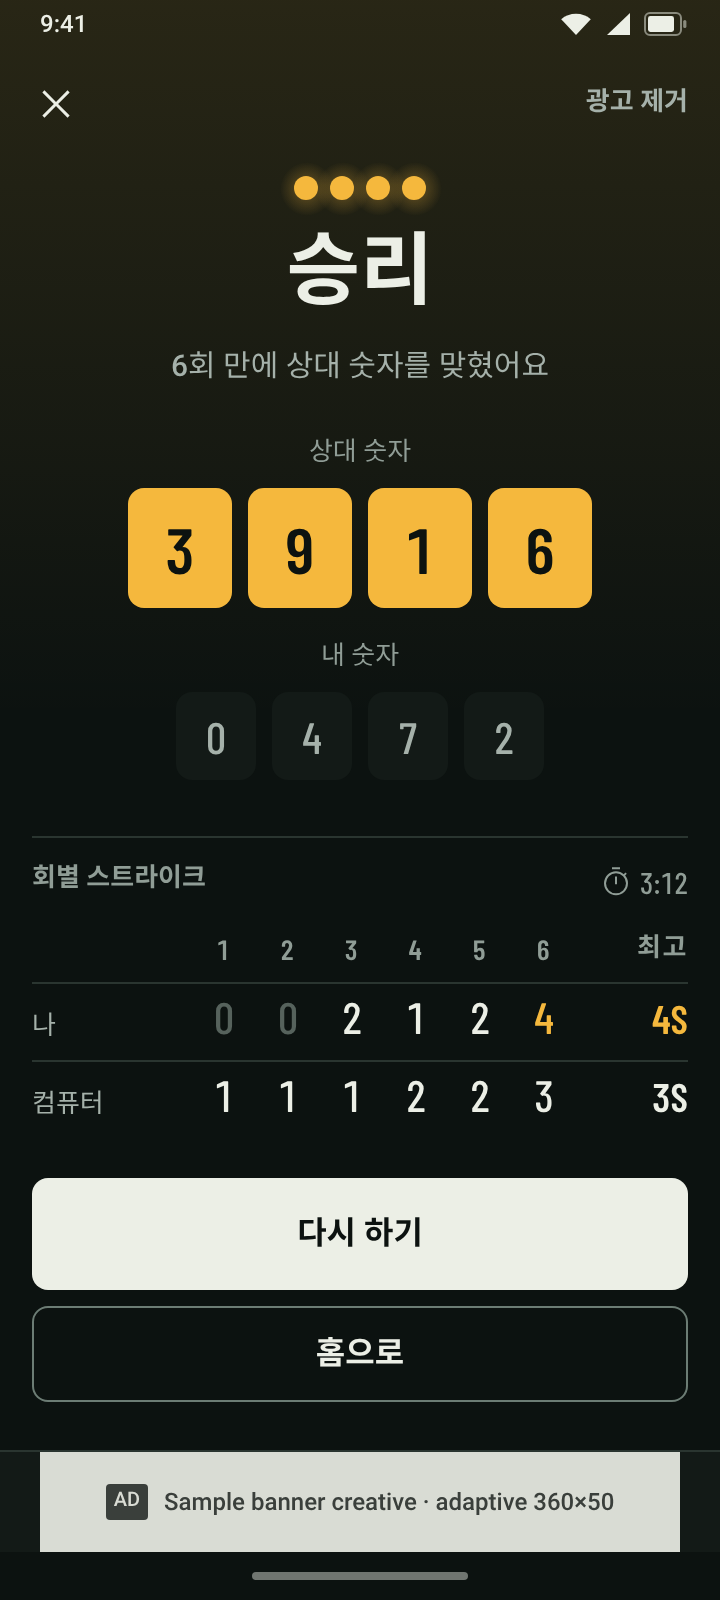 9:41
광고 제거
승리
6회 만에 상대 숫자를 맞혔어요
상대 숫자
3 9 1 6
내 숫자
0 4 7 2
회별 스트라이크 3:12
1 2 3 4 5 6 최고
나 0 0 2 1 2 4 4S
컴퓨터 1 1 1 2 2 3 3S
다시 하기
홈으로
AD Sample banner creative · adaptive 360×50